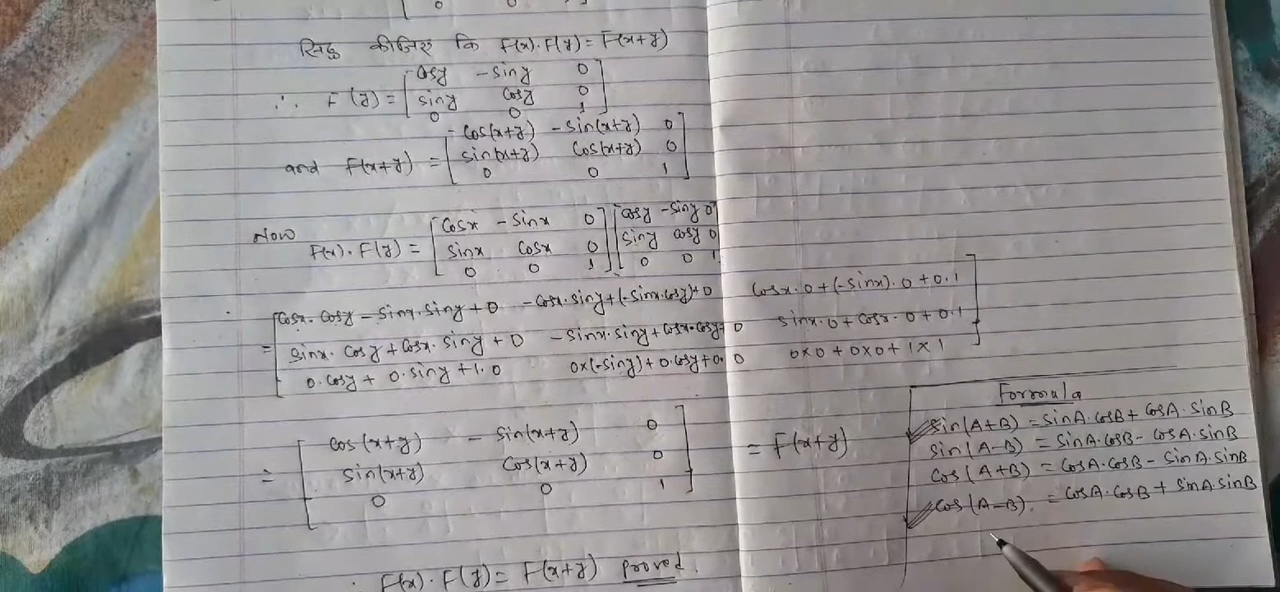 0 0 1]
सिद्ध कीजिए कि F(x).F(y) = F(x+y)
∴ F(y) = [cosy -siny 0
siny cosy 0
0 0 1]
and F(x+y) = [cos(x+y) -sin(x+y) 0
sin(x+y) cos(x+y) 0
0 0 1]
Now F(x).F(y) = [cosx -sinx 0] [cosy -siny 0
sinx cosx 0 siny cosy 0
0 0 1] 0 0 1
= [cosx.cosy - sinx.siny + 0 -cosx.siny + (-sinx.cosy) + 0 cosx.0 + (-sinx).0 + 0.1
sinx.cosy + cosx.siny + 0 -sinx.siny + cosx.cosy + 0 sinx.0 + cosx.0 + 0.1
0.cosy + 0.siny + 1.0 0x(-siny) + 0.cosy + 0.0 0x0 + 0x0 + 1x1]
= [cos(x+y) -sin(x+y) 0
sin(x+y) cos(x+y) 0
0 0 1] = F(x+y)
F(x).F(y) = F(x+y) Proved.
Formula
sin(A+B) = sinA.cosB + cosA.sinB
sin(A-B) = sinA.cosB - cosA.sinB
cos(A+B) = cosA.cosB - sinA.sinB
cos(A-B). = cosA.cosB + sinA.sinB